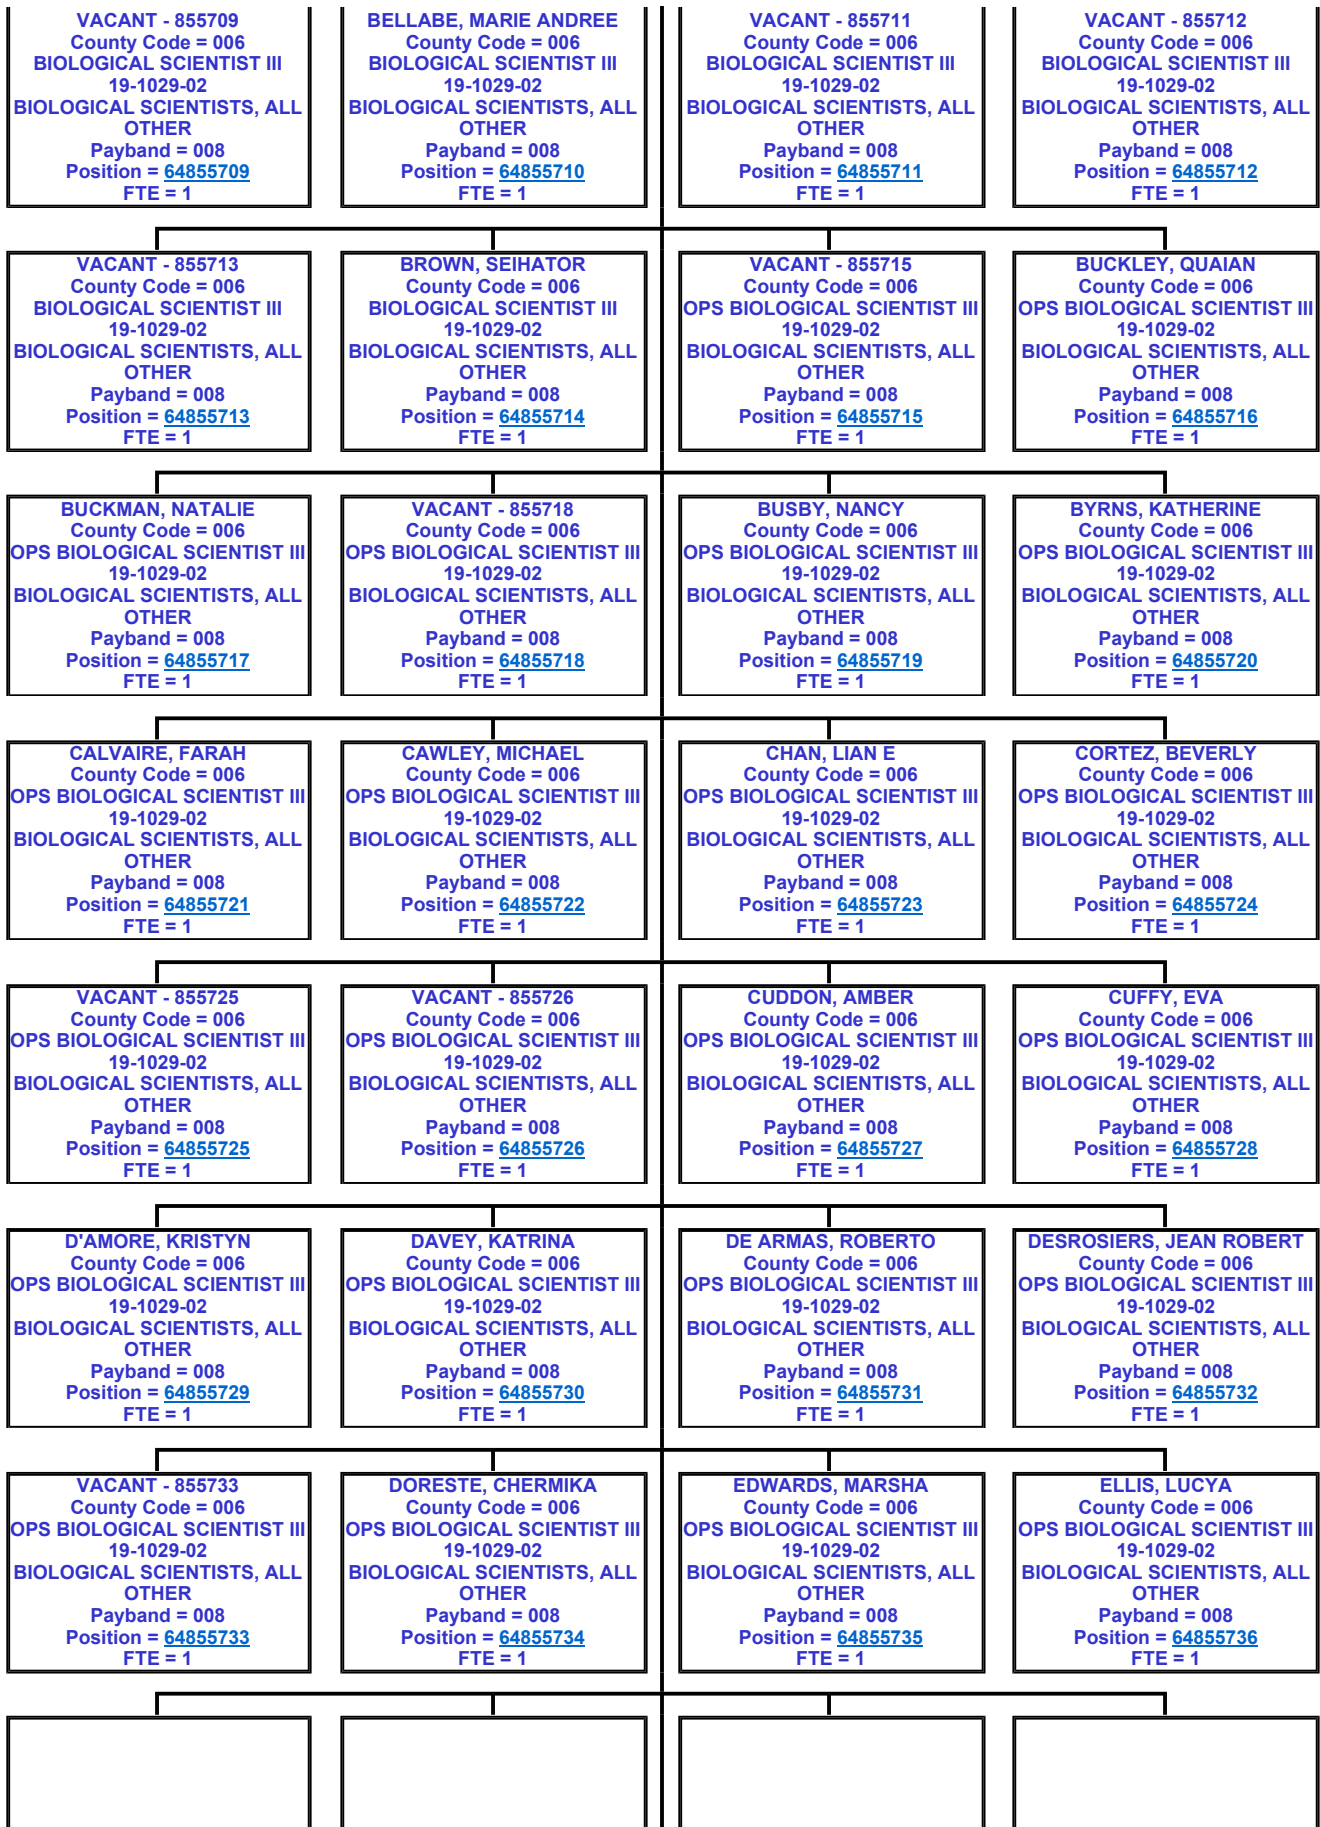 VACANT - 855709
County Code = 006
BIOLOGICAL SCIENTIST III
19-1029-02
BIOLOGICAL SCIENTISTS, ALL
OTHER
Payband = 008
Position = 64855709
FTE = 1
BELLABE, MARIE ANDREE
County Code = 006
BIOLOGICAL SCIENTIST III
19-1029-02
BIOLOGICAL SCIENTISTS, ALL
OTHER
Payband = 008
Position = 64855710
FTE = 1
VACANT - 855711
County Code = 006
BIOLOGICAL SCIENTIST III
19-1029-02
BIOLOGICAL SCIENTISTS, ALL
OTHER
Payband = 008
Position = 64855711
FTE = 1
VACANT - 855712
County Code = 006
BIOLOGICAL SCIENTIST III
19-1029-02
BIOLOGICAL SCIENTISTS, ALL
OTHER
Payband = 008
Position = 64855712
FTE = 1
VACANT - 855713
County Code = 006
BIOLOGICAL SCIENTIST III
19-1029-02
BIOLOGICAL SCIENTISTS, ALL
OTHER
Payband = 008
Position = 64855713
FTE = 1
BROWN, SEIHATOR
County Code = 006
BIOLOGICAL SCIENTIST III
19-1029-02
BIOLOGICAL SCIENTISTS, ALL
OTHER
Payband = 008
Position = 64855714
FTE = 1
VACANT - 855715
County Code = 006
OPS BIOLOGICAL SCIENTIST III
19-1029-02
BIOLOGICAL SCIENTISTS, ALL
OTHER
Payband = 008
Position = 64855715
FTE = 1
BUCKLEY, QUAIAN
County Code = 006
OPS BIOLOGICAL SCIENTIST III
19-1029-02
BIOLOGICAL SCIENTISTS, ALL
OTHER
Payband = 008
Position = 64855716
FTE = 1
BUCKMAN, NATALIE
County Code = 006
OPS BIOLOGICAL SCIENTIST III
19-1029-02
BIOLOGICAL SCIENTISTS, ALL
OTHER
Payband = 008
Position = 64855717
FTE = 1
VACANT - 855718
County Code = 006
OPS BIOLOGICAL SCIENTIST III
19-1029-02
BIOLOGICAL SCIENTISTS, ALL
OTHER
Payband = 008
Position = 64855718
FTE = 1
BUSBY, NANCY
County Code = 006
OPS BIOLOGICAL SCIENTIST III
19-1029-02
BIOLOGICAL SCIENTISTS, ALL
OTHER
Payband = 008
Position = 64855719
FTE = 1
BYRNS, KATHERINE
County Code = 006
OPS BIOLOGICAL SCIENTIST III
19-1029-02
BIOLOGICAL SCIENTISTS, ALL
OTHER
Payband = 008
Position = 64855720
FTE = 1
CALVAIRE, FARAH
County Code = 006
OPS BIOLOGICAL SCIENTIST III
19-1029-02
BIOLOGICAL SCIENTISTS, ALL
OTHER
Payband = 008
Position = 64855721
FTE = 1
CAWLEY, MICHAEL
County Code = 006
OPS BIOLOGICAL SCIENTIST III
19-1029-02
BIOLOGICAL SCIENTISTS, ALL
OTHER
Payband = 008
Position = 64855722
FTE = 1
CHAN, LIAN E
County Code = 006
OPS BIOLOGICAL SCIENTIST III
19-1029-02
BIOLOGICAL SCIENTISTS, ALL
OTHER
Payband = 008
Position = 64855723
FTE = 1
CORTEZ, BEVERLY
County Code = 006
OPS BIOLOGICAL SCIENTIST III
19-1029-02
BIOLOGICAL SCIENTISTS, ALL
OTHER
Payband = 008
Position = 64855724
FTE = 1
VACANT - 855725
County Code = 006
OPS BIOLOGICAL SCIENTIST III
19-1029-02
BIOLOGICAL SCIENTISTS, ALL
OTHER
Payband = 008
Position = 64855725
FTE = 1
VACANT - 855726
County Code = 006
OPS BIOLOGICAL SCIENTIST III
19-1029-02
BIOLOGICAL SCIENTISTS, ALL
OTHER
Payband = 008
Position = 64855726
FTE = 1
CUDDON, AMBER
County Code = 006
OPS BIOLOGICAL SCIENTIST III
19-1029-02
BIOLOGICAL SCIENTISTS, ALL
OTHER
Payband = 008
Position = 64855727
FTE = 1
CUFFY, EVA
County Code = 006
OPS BIOLOGICAL SCIENTIST III
19-1029-02
BIOLOGICAL SCIENTISTS, ALL
OTHER
Payband = 008
Position = 64855728
FTE = 1
D'AMORE, KRISTYN
County Code = 006
OPS BIOLOGICAL SCIENTIST III
19-1029-02
BIOLOGICAL SCIENTISTS, ALL
OTHER
Payband = 008
Position = 64855729
FTE = 1
DAVEY, KATRINA
County Code = 006
OPS BIOLOGICAL SCIENTIST III
19-1029-02
BIOLOGICAL SCIENTISTS, ALL
OTHER
Payband = 008
Position = 64855730
FTE = 1
DE ARMAS, ROBERTO
County Code = 006
OPS BIOLOGICAL SCIENTIST III
19-1029-02
BIOLOGICAL SCIENTISTS, ALL
OTHER
Payband = 008
Position = 64855731
FTE = 1
DESROSIERS, JEAN ROBERT
County Code = 006
OPS BIOLOGICAL SCIENTIST III
19-1029-02
BIOLOGICAL SCIENTISTS, ALL
OTHER
Payband = 008
Position = 64855732
FTE = 1
VACANT - 855733
County Code = 006
OPS BIOLOGICAL SCIENTIST III
19-1029-02
BIOLOGICAL SCIENTISTS, ALL
OTHER
Payband = 008
Position = 64855733
FTE = 1
DORESTE, CHERMIKA
County Code = 006
OPS BIOLOGICAL SCIENTIST III
19-1029-02
BIOLOGICAL SCIENTISTS, ALL
OTHER
Payband = 008
Position = 64855734
FTE = 1
EDWARDS, MARSHA
County Code = 006
OPS BIOLOGICAL SCIENTIST III
19-1029-02
BIOLOGICAL SCIENTISTS, ALL
OTHER
Payband = 008
Position = 64855735
FTE = 1
ELLIS, LUCYA
County Code = 006
OPS BIOLOGICAL SCIENTIST III
19-1029-02
BIOLOGICAL SCIENTISTS, ALL
OTHER
Payband = 008
Position = 64855736
FTE = 1